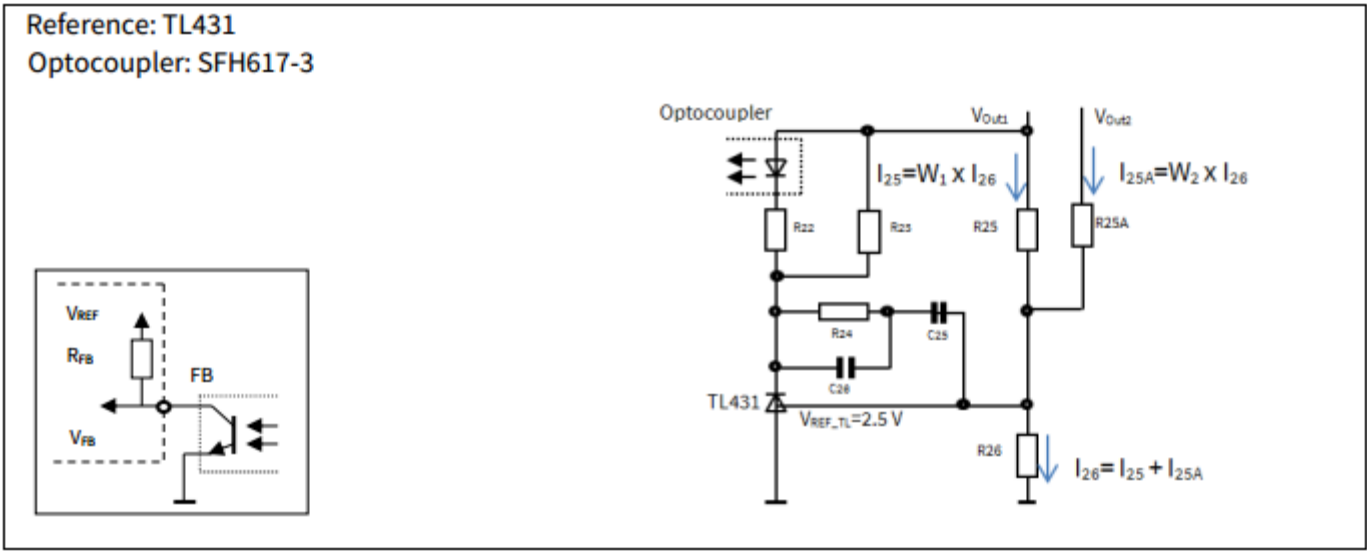 Reference: TL431
Optocoupler: SFH617-3
Optocoupler
VOut1
VOut2
I25=W1 x I26
I25A=W2 x I26
R22
R23
R25
R25A
VREF
RFB
FB
VFB
R24
C25
C26
TL431
VREF_TL=2.5 V
R26
I26= I25 + I25A